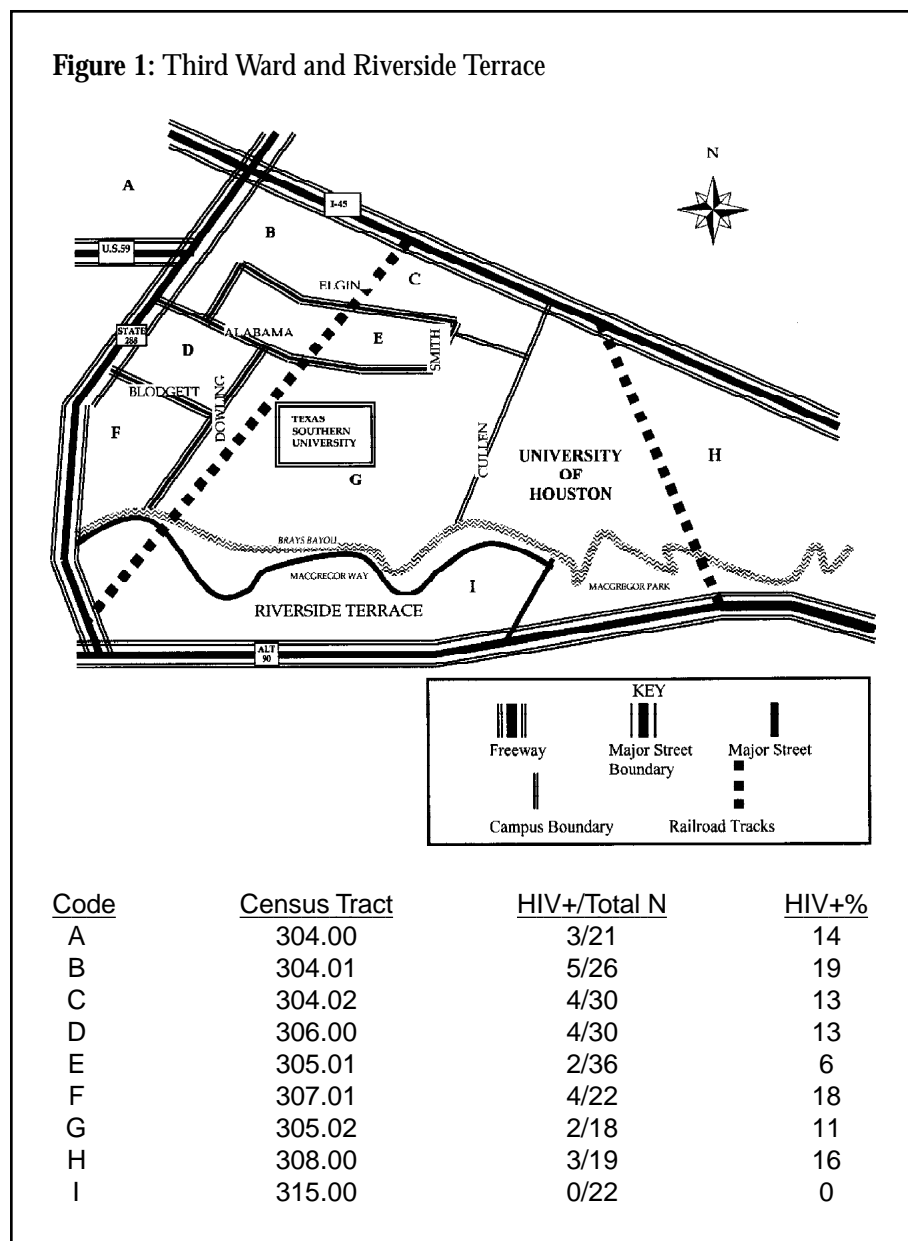 Figure 1: Third Ward and Riverside Terrace
N
A
I-45
B
U.S.59
C
ELGIN
STATE
288
ALABAMA
E
SMITH
D
BLODGETT
DOWLING
F
TEXAS
SOUTHERN
UNIVERSITY
CULLEN
UNIVERSITY
OF
HOUSTON
H
G
BRAYS BAYOU
MACGREGOR WAY
I
MACGREGOR PARK
RIVERSIDE TERRACE
ALT
90
KEY
Freeway
Major Street
Boundary
Major Street
Campus Boundary
Railroad Tracks
Code Census Tract HIV+/Total N HIV+%
A 304.00 3/21 14
B 304.01 5/26 19
C 304.02 4/30 13
D 306.00 4/30 13
E 305.01 2/36 6
F 307.01 4/22 18
G 305.02 2/18 11
H 308.00 3/19 16
I 315.00 0/22 0